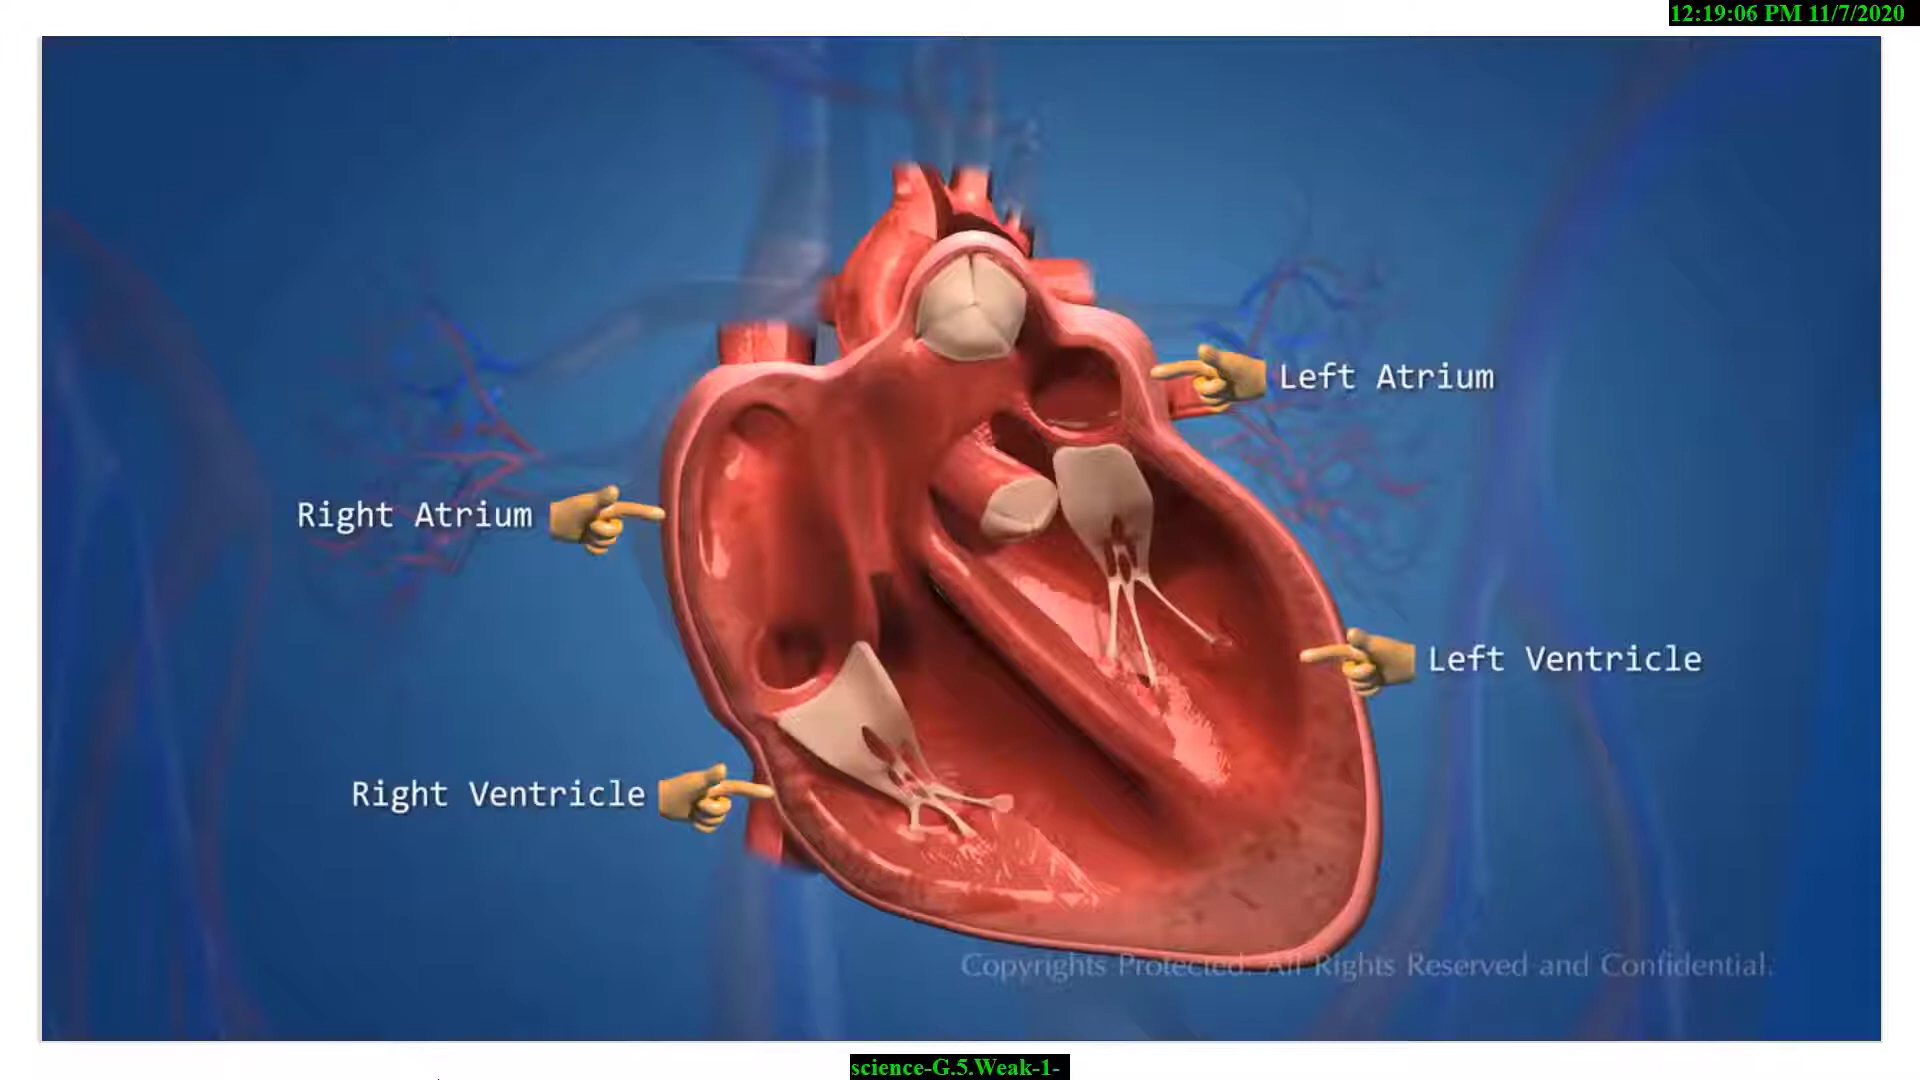 12:19:06 PM 11/7/2020
Left Atrium
Right Atrium
Left Ventricle
Right Ventricle
Copyrights Protected. All Rights Reserved and Confidential.
science-G.5.Weak-1-